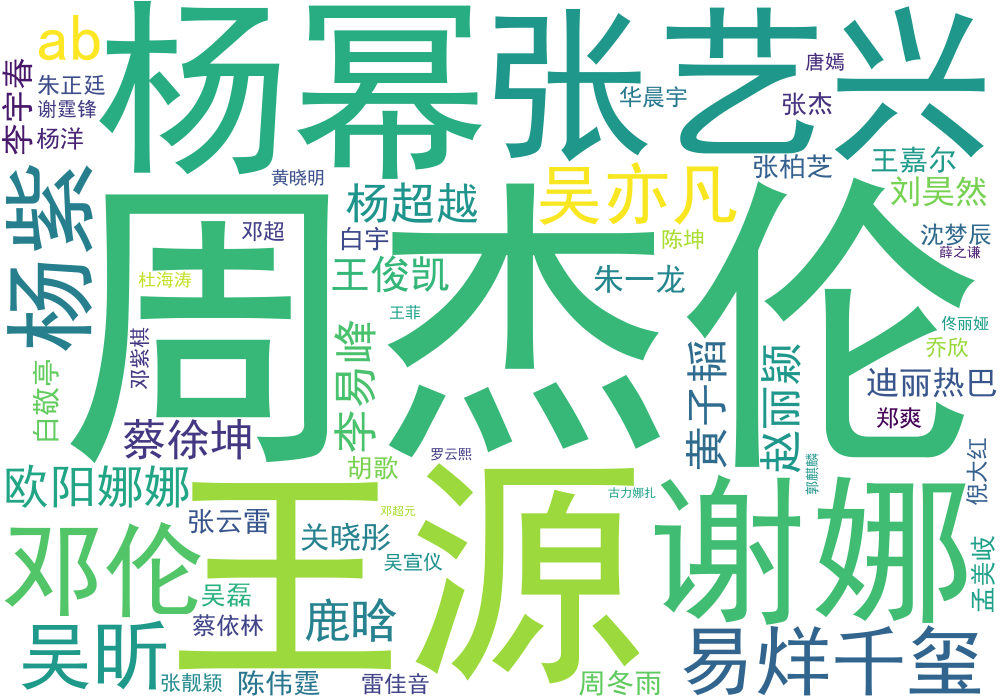 杨幂
张艺兴
ab
李宇春
朱正廷
谢霆锋
杨洋
唐嫣
华晨宇
张杰
黄晓明
张柏芝
王嘉尔
杨紫
周杰伦
杨超越
吴亦凡
刘昊然
邓超
白宇
陈坤
沈梦辰
薛之谦
杜海涛
王俊凯
朱一龙
王菲
佟丽娅
邓紫棋
李易峰
黄子韬
赵丽颖
乔欣
白敬亭
迪丽热巴
蔡徐坤
郑爽
胡歌
罗云熙
郭麒麟
倪大红
欧阳娜娜
王源
古力娜扎
谢娜
张云雷
关晓彤
邓超元
邓伦
吴宣仪
孟美岐
吴磊
鹿晗
蔡依林
吴昕
易烊千玺
张靓颖
陈伟霆
雷佳音
周冬雨